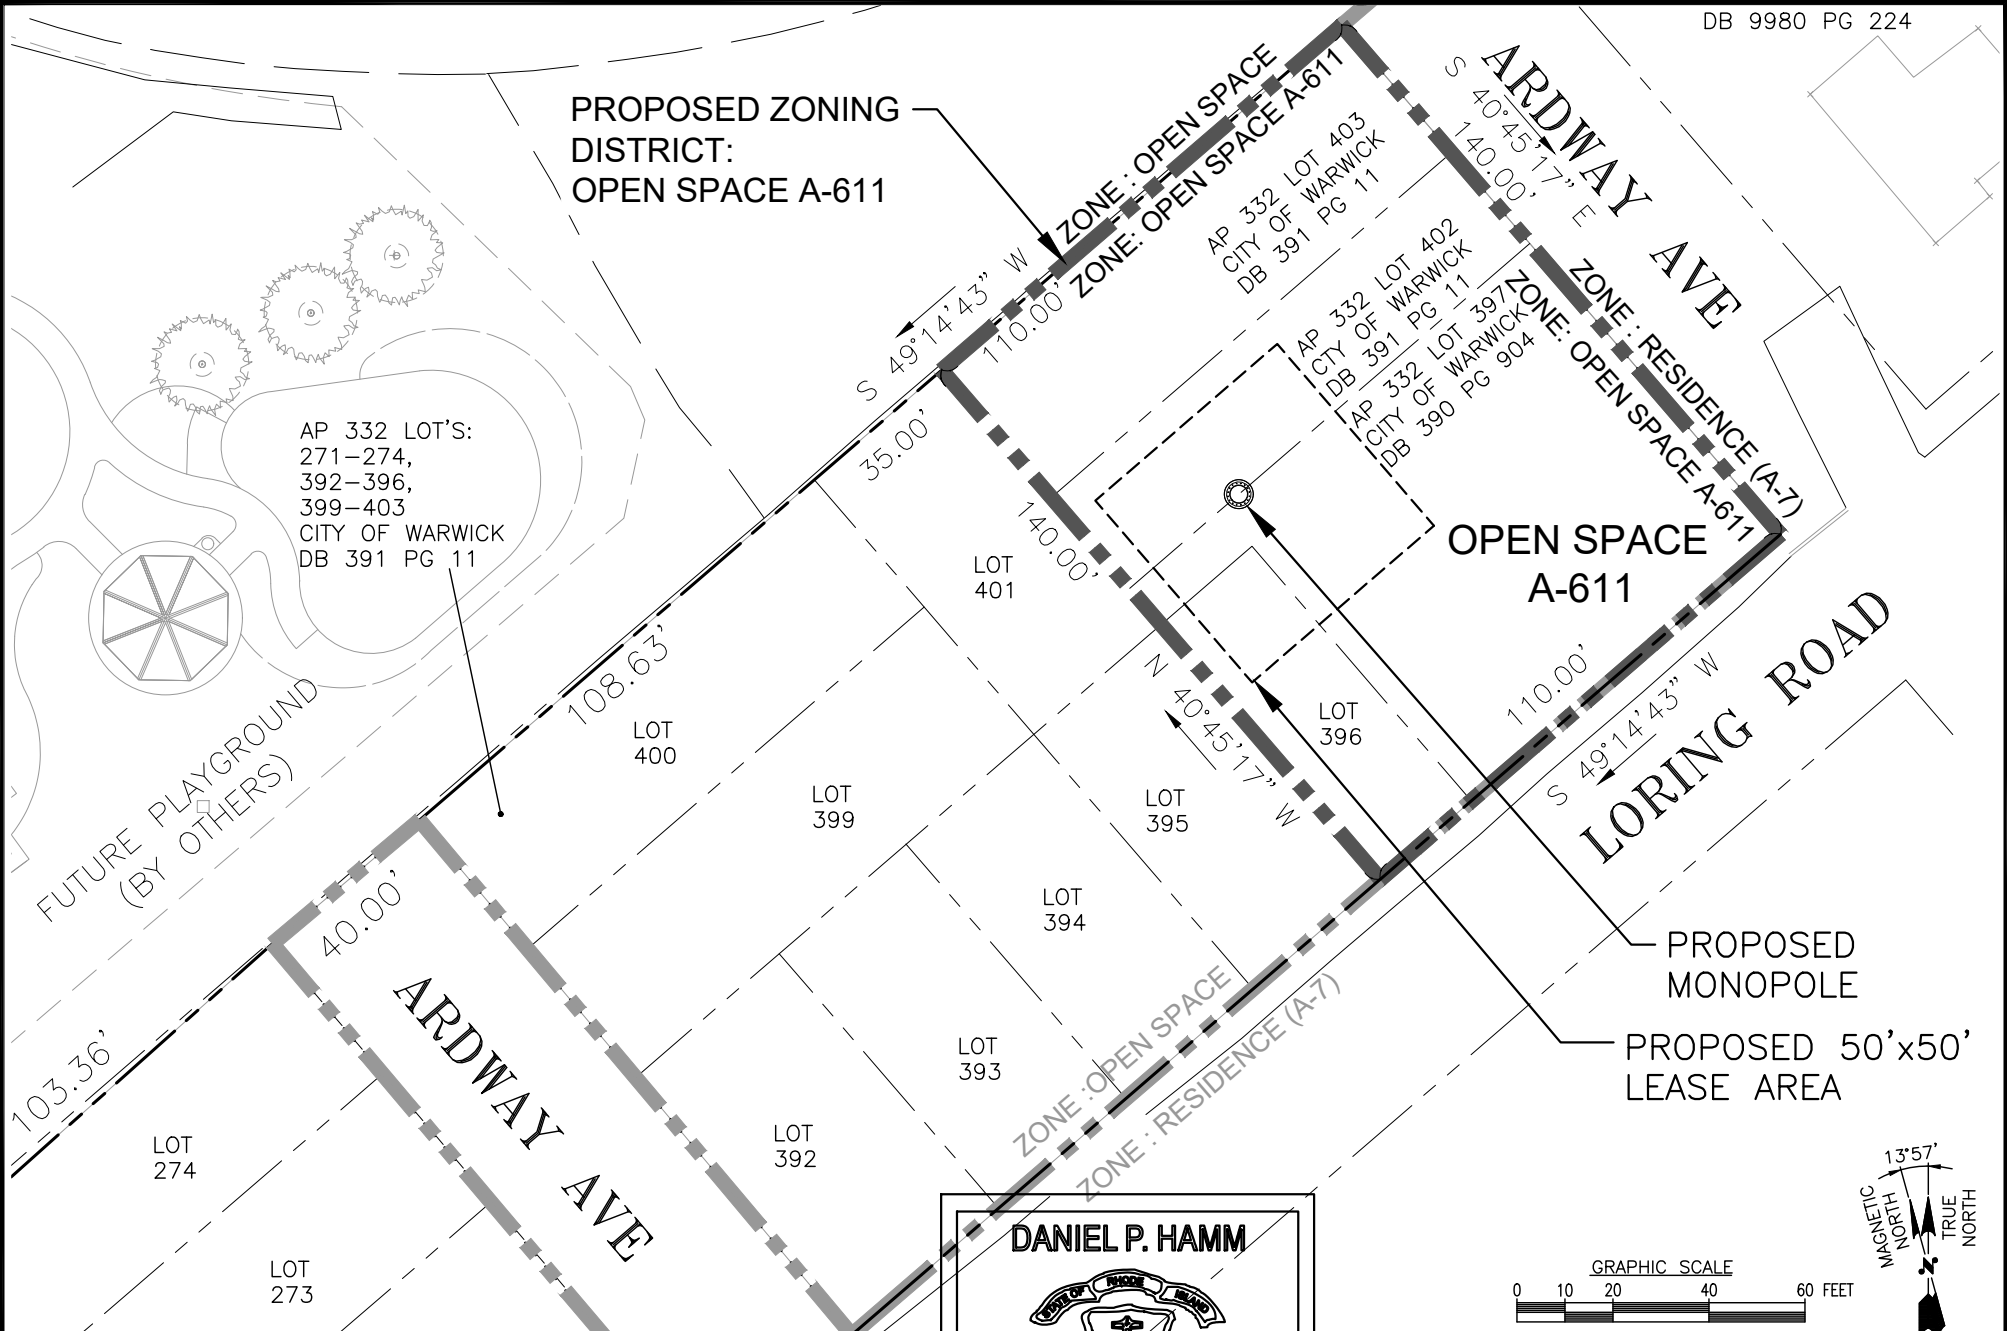 DB 9980 PG 224
PROPOSED ZONING
DISTRICT:
OPEN SPACE A-611
ZONE : OPEN SPACE
ZONE: OPEN SPACE A-611
S 49°14'43" W
110.00'
S 40°45'17" E
140.00'
ARDWAY AVE
AP 332 LOT 403
CITY OF WARWICK
DB 391 PG 11
AP 332 LOT 402
CTY OF WARWICK
DB 391 PG 11
AP 332 LOT 397
CITY OF WARWICK
DB 390 PG 904
ZONE : RESIDENCE (A-7)
ZONE: OPEN SPACE A-611
OPEN SPACE
A-611
AP 332 LOT'S:
271-274,
392-396,
399-403
CITY OF WARWICK
DB 391 PG 11
35.00'
140.00'
N 40°45'17" W
LOT
401
108.63'
LOT
400
LOT
399
LOT
395
LOT
396
110.00'
S 49°14'43" W
LORING ROAD
FUTURE PLAYGROUND
(BY OTHERS)
40.00'
LOT
394
LOT
393
LOT
392
ARDWAY AVE
103.36'
LOT
274
LOT
273
ZONE :OPEN SPACE
ZONE : RESIDENCE (A-7)
PROPOSED
MONOPOLE
PROPOSED 50'x50'
LEASE AREA
DANIEL P. HAMM
STATE OF RHODE ISLAND
13°57'
MAGNETIC
NORTH
TRUE
NORTH
N
GRAPHIC SCALE
0 10 20 40 60 FEET